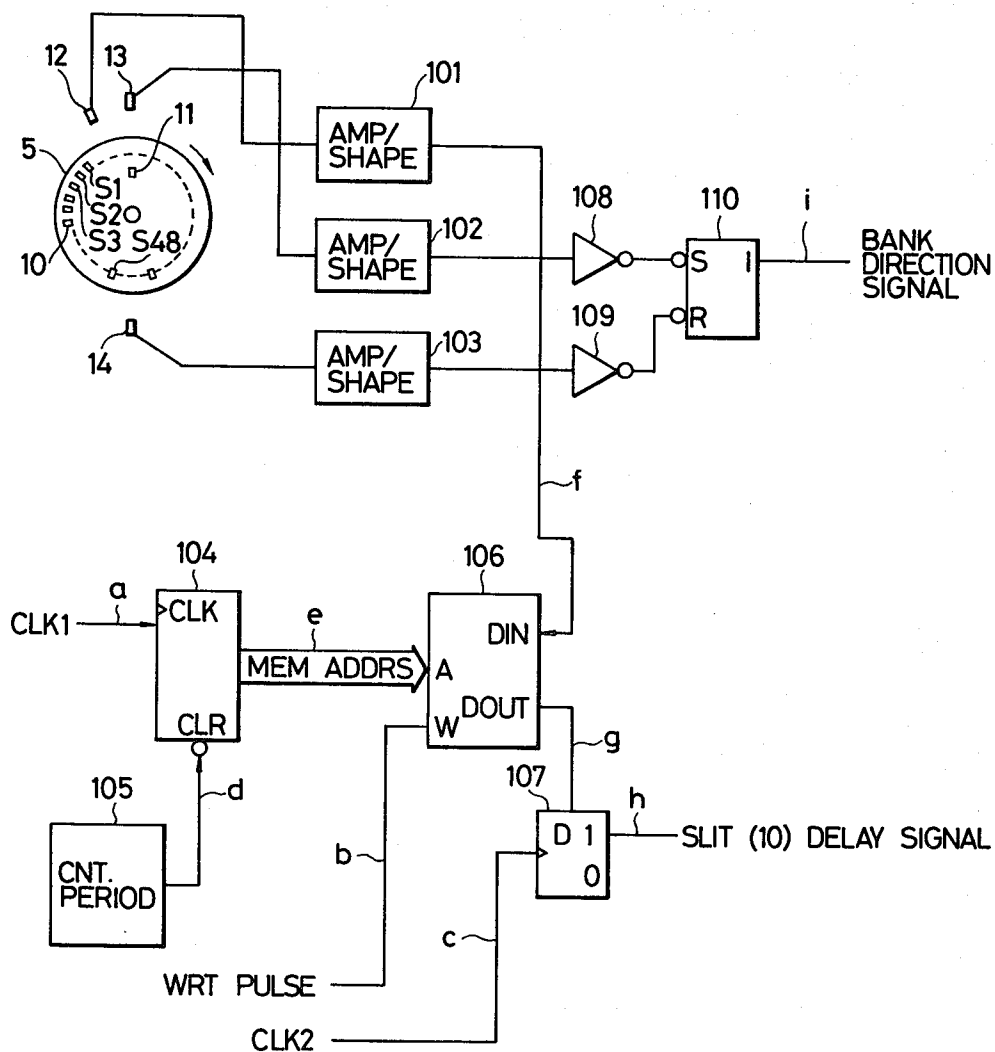 12
13
101
AMP/
SHAPE
11
5
S1
S2
S3
S48
10
102
AMP/
SHAPE
108
110
i
S
1
R
BANK
DIRECTION
SIGNAL
14
103
AMP/
SHAPE
109
f
104
106
CLK1
a
CLK
CLR
e
MEM ADDRS
A
DIN
DOUT
W
g
105
d
CNT.
PERIOD
b
107
D 1
0
h
SLIT (10) DELAY SIGNAL
c
WRT PULSE
CLK2